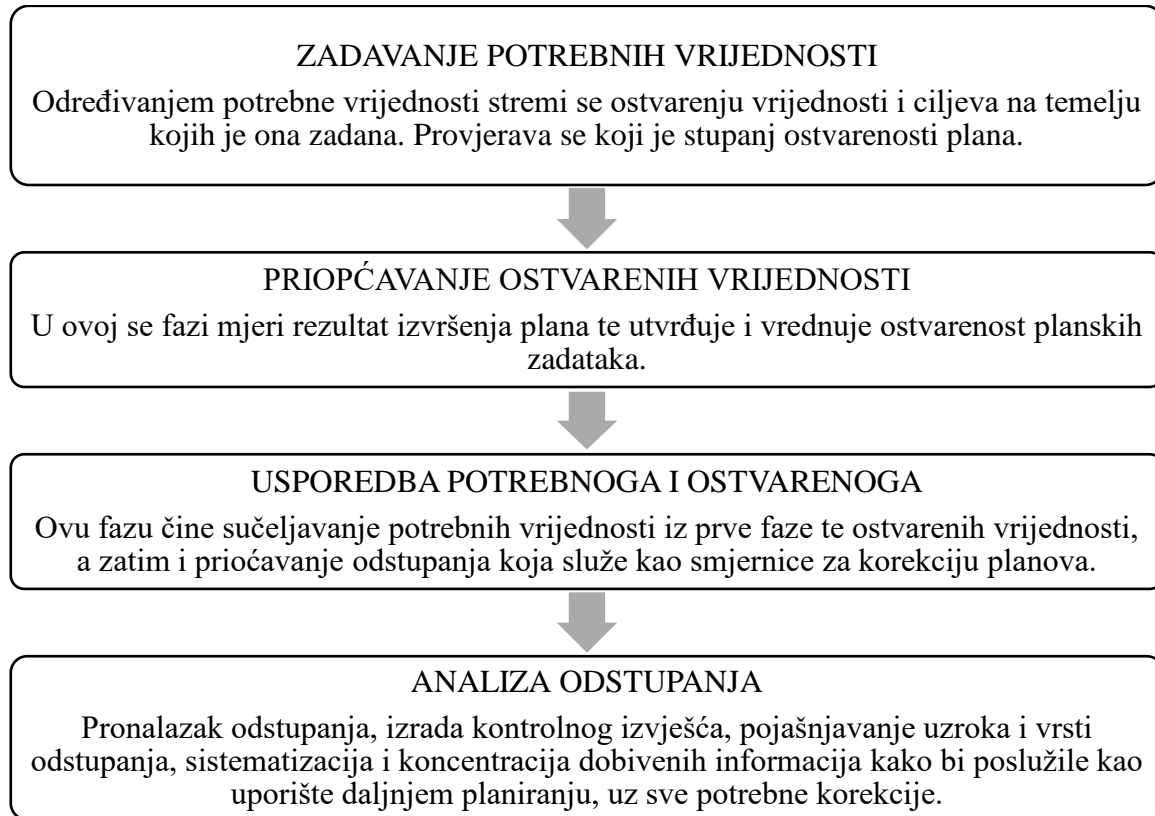 ZADAVANJE POTREBNIH VRIJEDNOSTI
Određivanjem potrebne vrijednosti stremi se ostvarenju vrijednosti i ciljeva na temelju
kojih je ona zadana. Provjerava se koji je stupanj ostvarenosti plana.
PRIOPĆAVANJE OSTVARENIH VRIJEDNOSTI
U ovoj se fazi mjeri rezultat izvršenja plana te utvrđuje i vrednuje ostvarenost planskih
zadataka.
USPOREDBA POTREBNOGA I OSTVARENOGA
Ovu fazu čine sučeljavanje potrebnih vrijednosti iz prve faze te ostvarenih vrijednosti,
a zatim i prioćavanje odstupanja koja služe kao smjernice za korekciju planova.
ANALIZA ODSTUPANJA
Pronalazak odstupanja, izrada kontrolnog izvješća, pojašnjavanje uzroka i vrsti
odstupanja, sistematizacija i koncentracija dobivenih informacija kako bi poslužile kao
uporište daljnjem planiranju, uz sve potrebne korekcije.